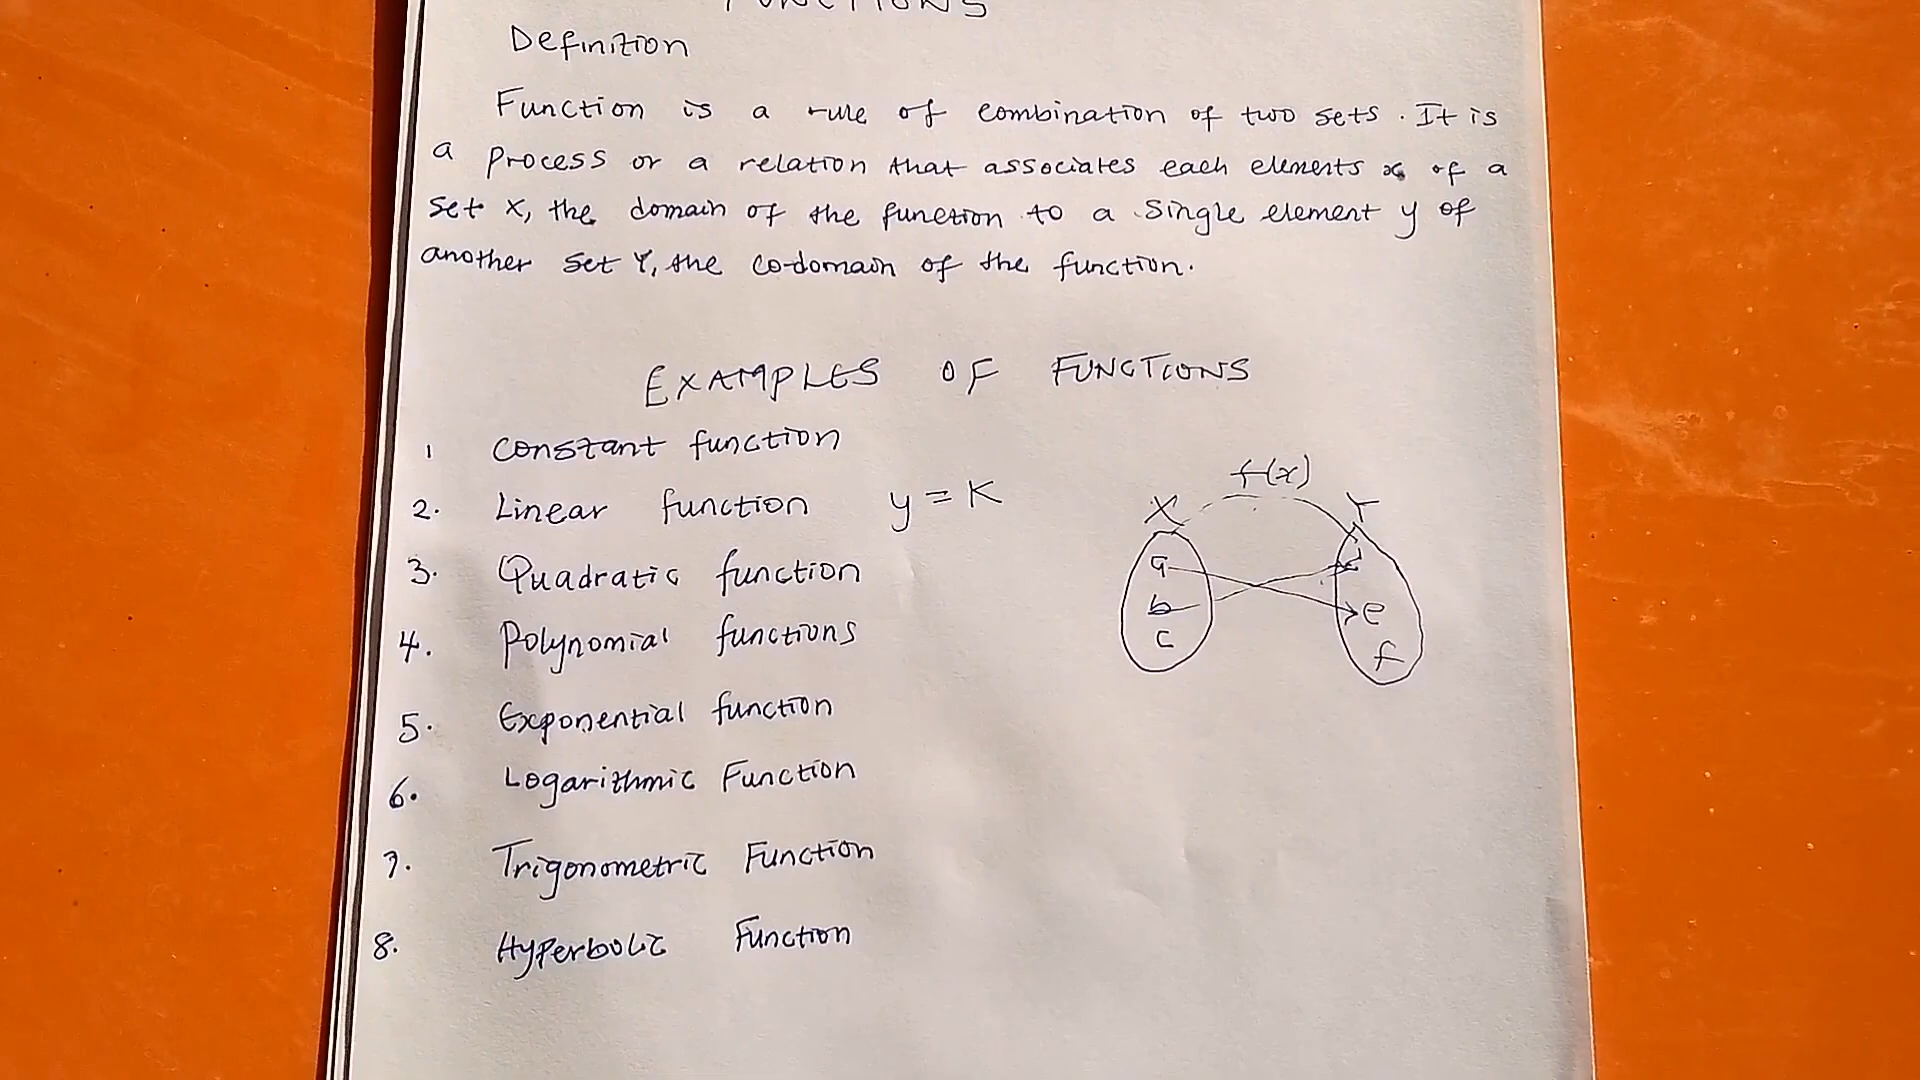 FUNCTIONS
Definition
Function is a rule of combination of two sets. It is
a process or a relation that associates each elements x of a
set X, the domain of the function to a single element y of
another set Y, the co-domain of the function.
EXAMPLES OF FUNCTIONS
1 Constant function
2. Linear function y = K
3. Quadratic function
4. Polynomial functions
5. Exponential function
6. Logarithmic Function
7. Trigonometric Function
8. Hyperbolic Function
f(x)
X Y
a d
b e
c f